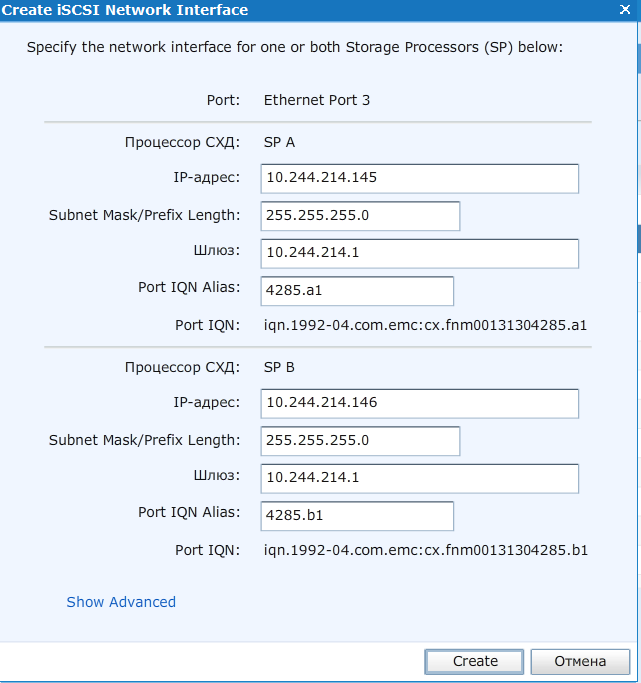 Create iSCSI Network Interface
Specify the network interface for one or both Storage Processors (SP) below:
Port: Ethernet Port 3
Процессор СХД: SP A
IP-адрес: 10.244.214.145
Subnet Mask/Prefix Length: 255.255.255.0
Шлюз: 10.244.214.1
Port IQN Alias: 4285.a1
Port IQN: iqn.1992-04.com.emc:cx.fnm00131304285.a1
Процессор СХД: SP B
IP-адрес: 10.244.214.146
Subnet Mask/Prefix Length: 255.255.255.0
Шлюз: 10.244.214.1
Port IQN Alias: 4285.b1
Port IQN: iqn.1992-04.com.emc:cx.fnm00131304285.b1
Show Advanced
Create Отмена